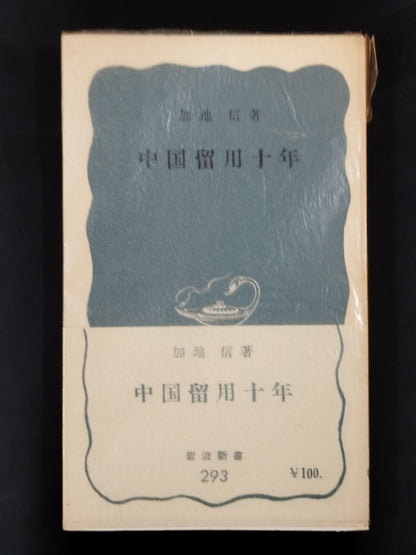 加地 信著
中国留用十年
加地 信著
中国留用十年
岩波新書
293
￥100.